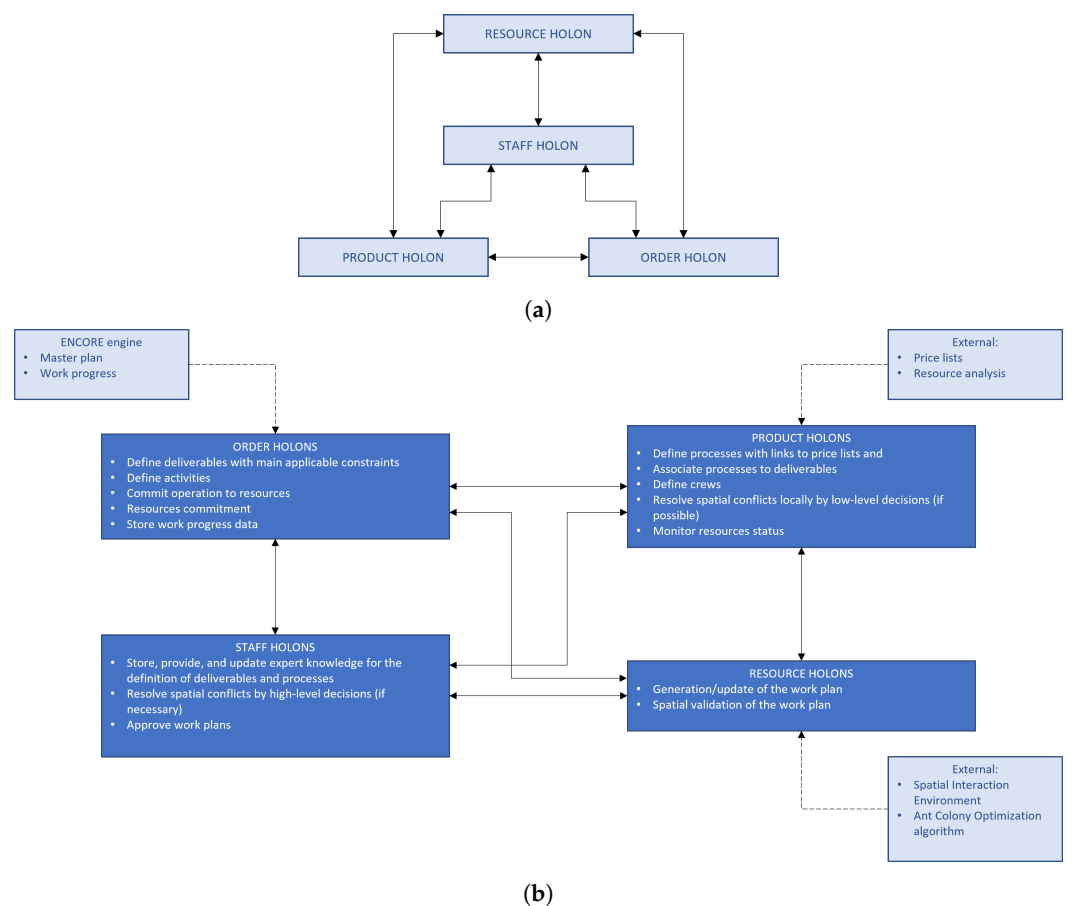 RESOURCE HOLON
STAFF HOLON
PRODUCT HOLON
ORDER HOLON
(a)
ENCORE engine
• Master plan
• Work progress
External:
• Price lists
• Resource analysis
ORDER HOLONS
• Define deliverables with main applicable constraints
• Define activities
• Commit operation to resources
• Resources commitment
• Store work progress data
PRODUCT HOLONS
• Define processes with links to price lists and
• Associate processes to deliverables
• Define crews
• Resolve spatial conflicts locally by low-level decisions (if
possible)
• Monitor resources status
STAFF HOLONS
• Store, provide, and update expert knowledge for the
definition of deliverables and processes
• Resolve spatial conflicts by high-level decisions (if
necessary)
• Approve work plans
RESOURCE HOLONS
• Generation/update of the work plan
• Spatial validation of the work plan
External:
• Spatial Interaction
Environment
• Ant Colony Optimization
algorithm
(b)